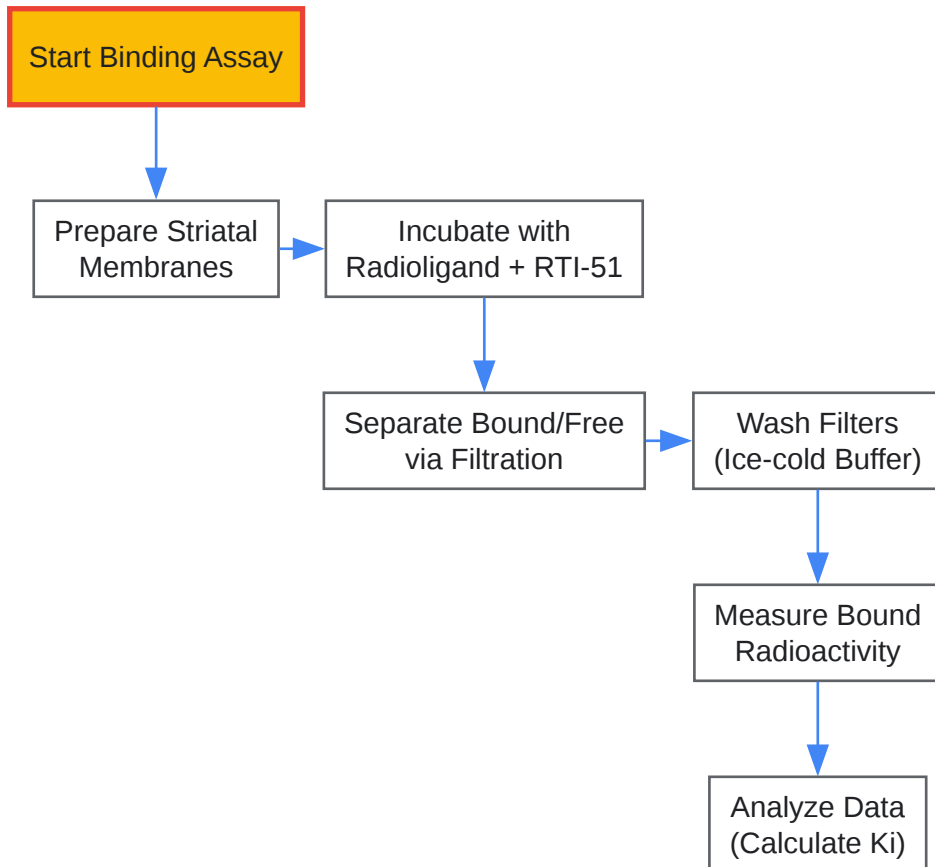 Start Binding Assay
Prepare Striatal
Membranes
Incubate with
Radioligand + RTI-51
Separate Bound/Free
via Filtration
Wash Filters
(Ice-cold Buffer)
Measure Bound
Radioactivity
Analyze Data
(Calculate Ki)